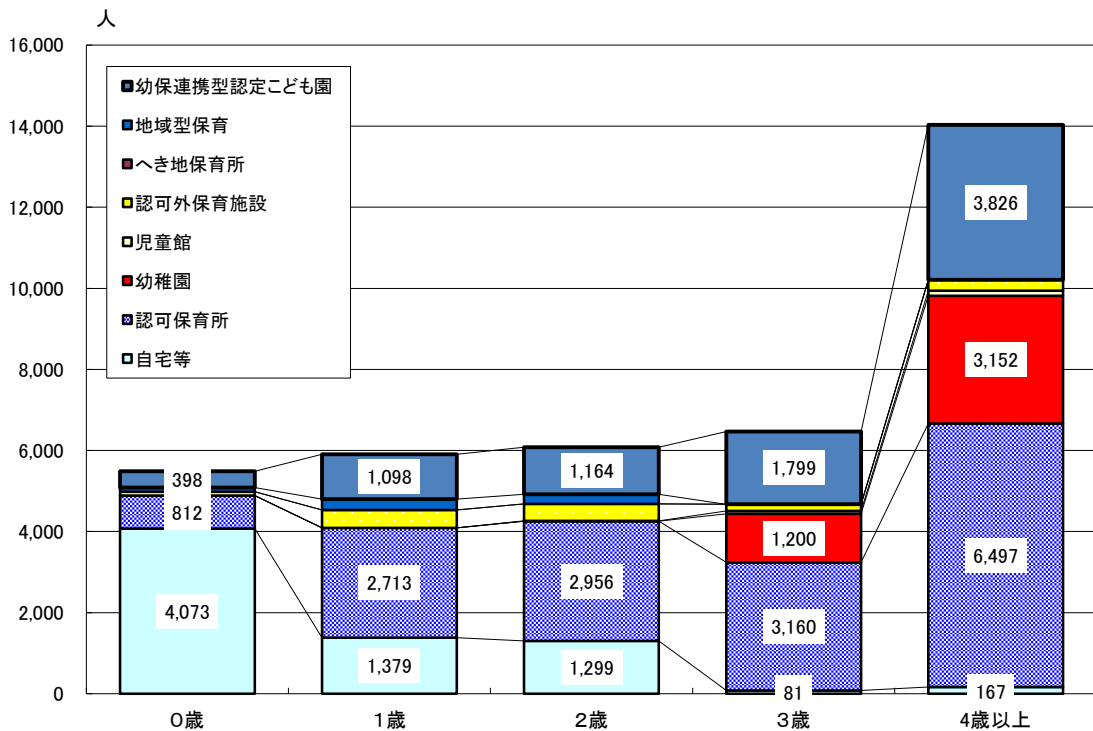 人
16,000
14,000
12,000
10,000
8,000
6,000
4,000
2,000
0
幼保連携型認定こども園
地域型保育
へき地保育所
認可外保育施設
児童館
幼稚園
認可保育所
自宅等
398
812
4,073
1,098
2,713
1,379
1,164
2,956
1,299
1,799
1,200
3,160
81
3,826
3,152
6,497
167
０歳
１歳
２歳
３歳
4歳以上